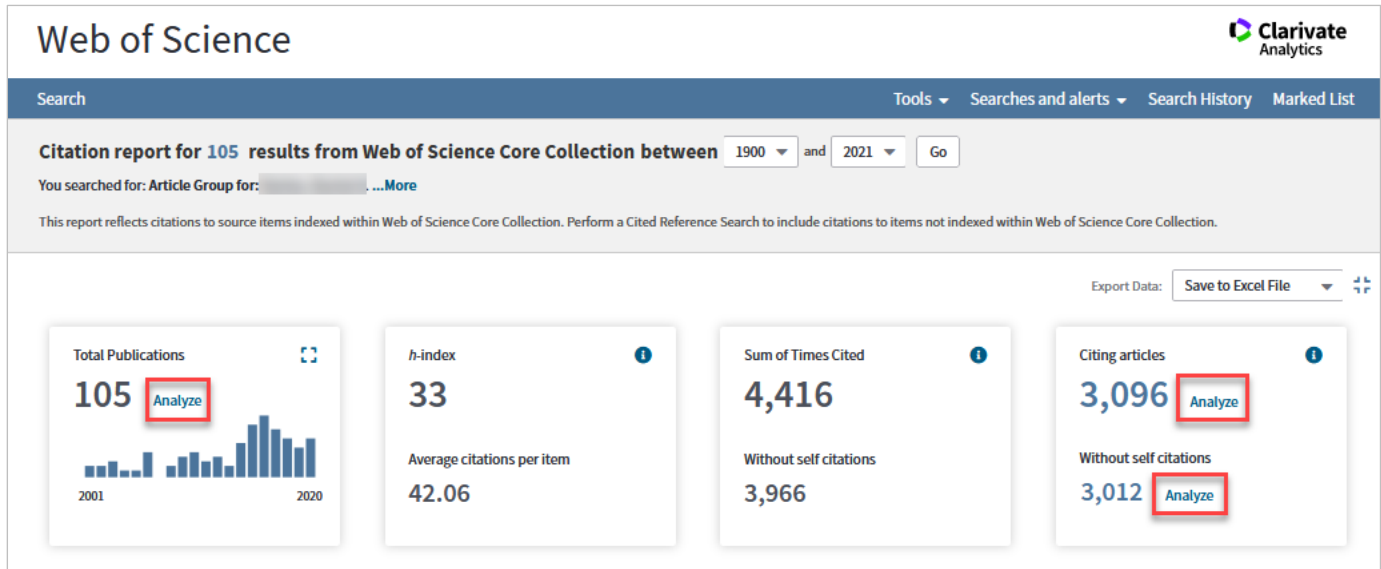 Web of Science
Clarivate
Analytics
Search Tools Searches and alerts Search History Marked List
Citation report for 105 results from Web of Science Core Collection between 1900 and 2021 Go
You searched for: Article Group for: . ...More
This report reflects citations to source items indexed within Web of Science Core Collection. Perform a Cited Reference Search to include citations to items not indexed within Web of Science Core Collection.
Export Data: Save to Excel File
Total Publications
105 Analyze
2001 2020
h-index
33
Average citations per item
42.06
Sum of Times Cited
4,416
Without self citations
3,966
Citing articles
3,096 Analyze
Without self citations
3,012 Analyze